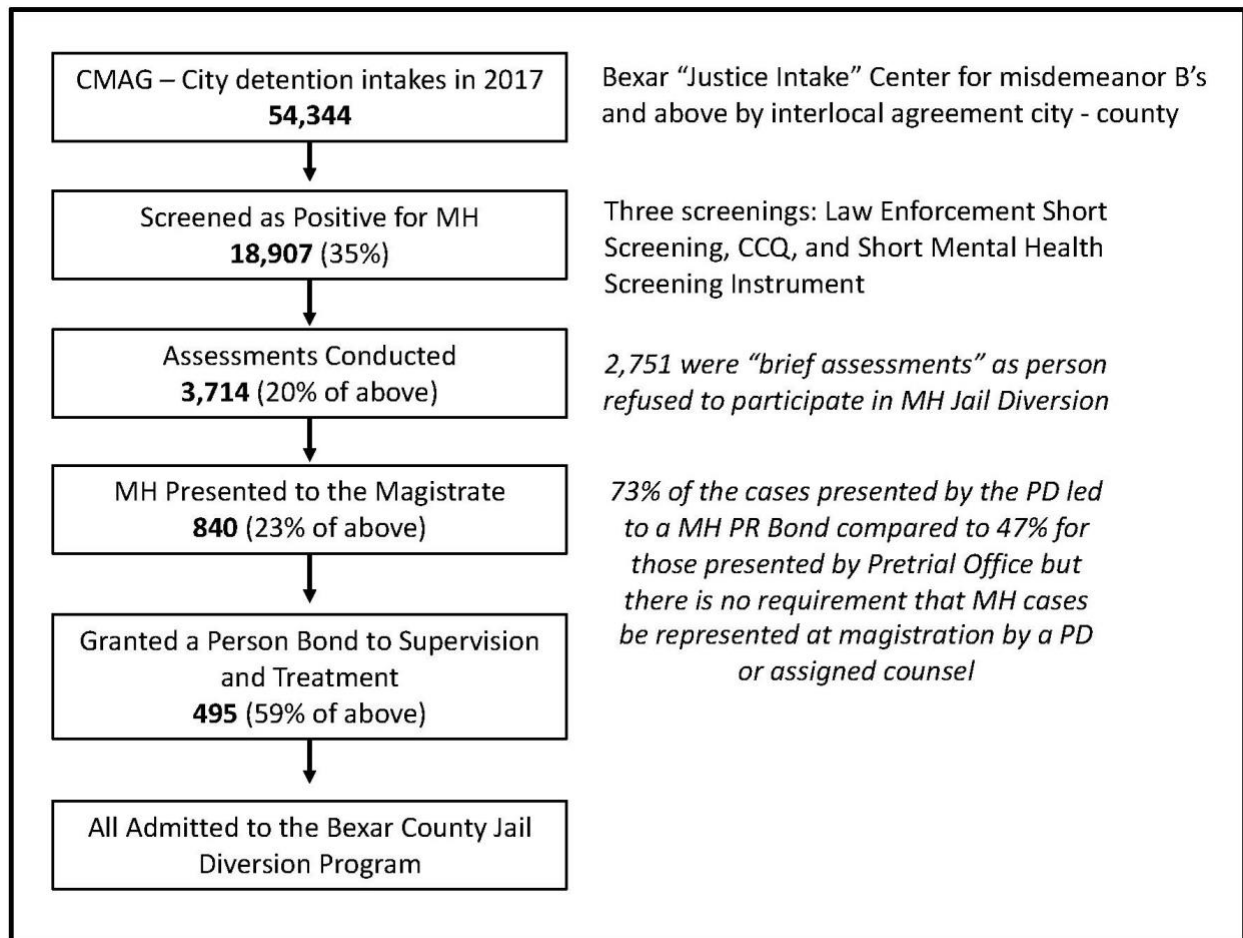 CMAG – City detention intakes in 2017
54,344
Bexar “Justice Intake” Center for misdemeanor B’s
and above by interlocal agreement city - county
Screened as Positive for MH
18,907 (35%)
Three screenings: Law Enforcement Short
Screening, CCQ, and Short Mental Health
Screening Instrument
Assessments Conducted
3,714 (20% of above)
2,751 were “brief assessments” as person
refused to participate in MH Jail Diversion
MH Presented to the Magistrate
840 (23% of above)
73% of the cases presented by the PD led
to a MH PR Bond compared to 47% for
those presented by Pretrial Office but
there is no requirement that MH cases
be represented at magistration by a PD
or assigned counsel
Granted a Person Bond to Supervision
and Treatment
495 (59% of above)
All Admitted to the Bexar County Jail
Diversion Program